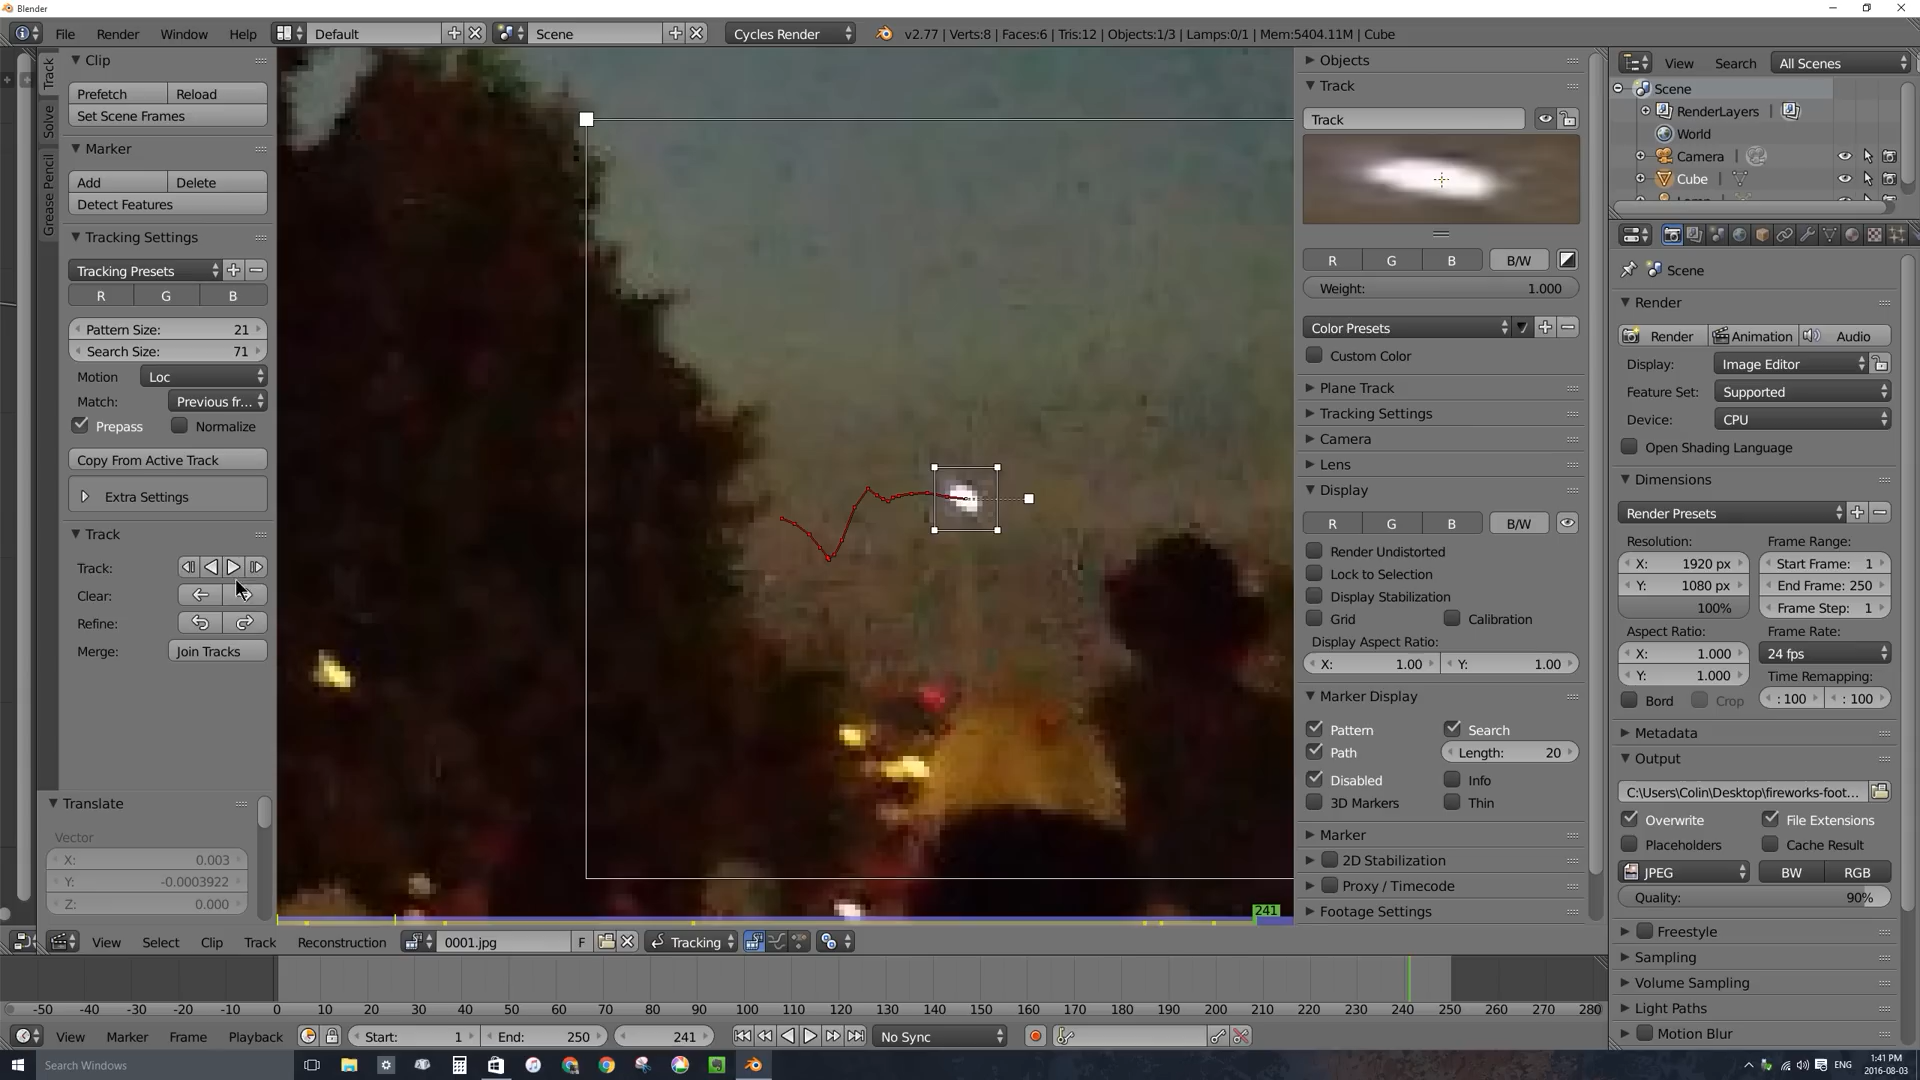 Blender
File Render Window Help Default Scene Cycles Render v2.77 | Verts:8 | Faces:6 | Tris:12 | Objects:1/3 | Lamps:0/1 | Mem:5404.11M | Cube
Track
Solve
Grease Pencil
Clip
Prefetch Reload
Set Scene Frames
Marker
Add Delete
Detect Features
Tracking Settings
Tracking Presets
R G B
Pattern Size: 21
Search Size: 71
Motion Loc
Match: Previous fr...
Prepass Normalize
Copy From Active Track
Extra Settings
Track
Track:
Clear:
Refine:
Merge: Join Tracks
Translate
Vector
X: 0.003
Y: -0.0003922
Z: 0.000
241
Objects
Track
Track
R G B B/W
Weight: 1.000
Color Presets
Custom Color
Plane Track
Tracking Settings
Camera
Lens
Display
R G B B/W
Render Undistorted
Lock to Selection
Display Stabilization
Grid Calibration
Display Aspect Ratio:
X: 1.00 Y: 1.00
Marker Display
Pattern Search
Path Length: 20
Disabled Info
3D Markers Thin
Marker
2D Stabilization
Proxy / Timecode
Footage Settings
View Search All Scenes
Scene
RenderLayers
World
Camera
Cube
Scene
Render
Render Animation Audio
Display: Image Editor
Feature Set: Supported
Device: CPU
Open Shading Language
Dimensions
Render Presets
Resolution: Frame Range:
X: 1920 px Start Frame: 1
Y: 1080 px End Frame: 250
100% Frame Step: 1
Aspect Ratio: Frame Rate:
X: 1.000 24 fps
Y: 1.000 Time Remapping:
Bord Crop : 100 : 100
Metadata
Output
C:\Users\Colin\Desktop\fireworks-foot...
Overwrite File Extensions
Placeholders Cache Result
JPEG BW RGB
Quality: 90%
Freestyle
Sampling
Volume Sampling
Light Paths
Motion Blur
View Select Clip Track Reconstruction 0001.jpg F Tracking
-50 -40 -30 -20 -10 0 10 20 30 40 50 60 70 80 90 100 110 120 130 140 150 160 170 180 190 200 210 220 230 240 250 260 270 280
View Marker Frame Playback Start: 1 End: 250 241 No Sync
Search Windows ENG 1:41 PM
2016-08-03